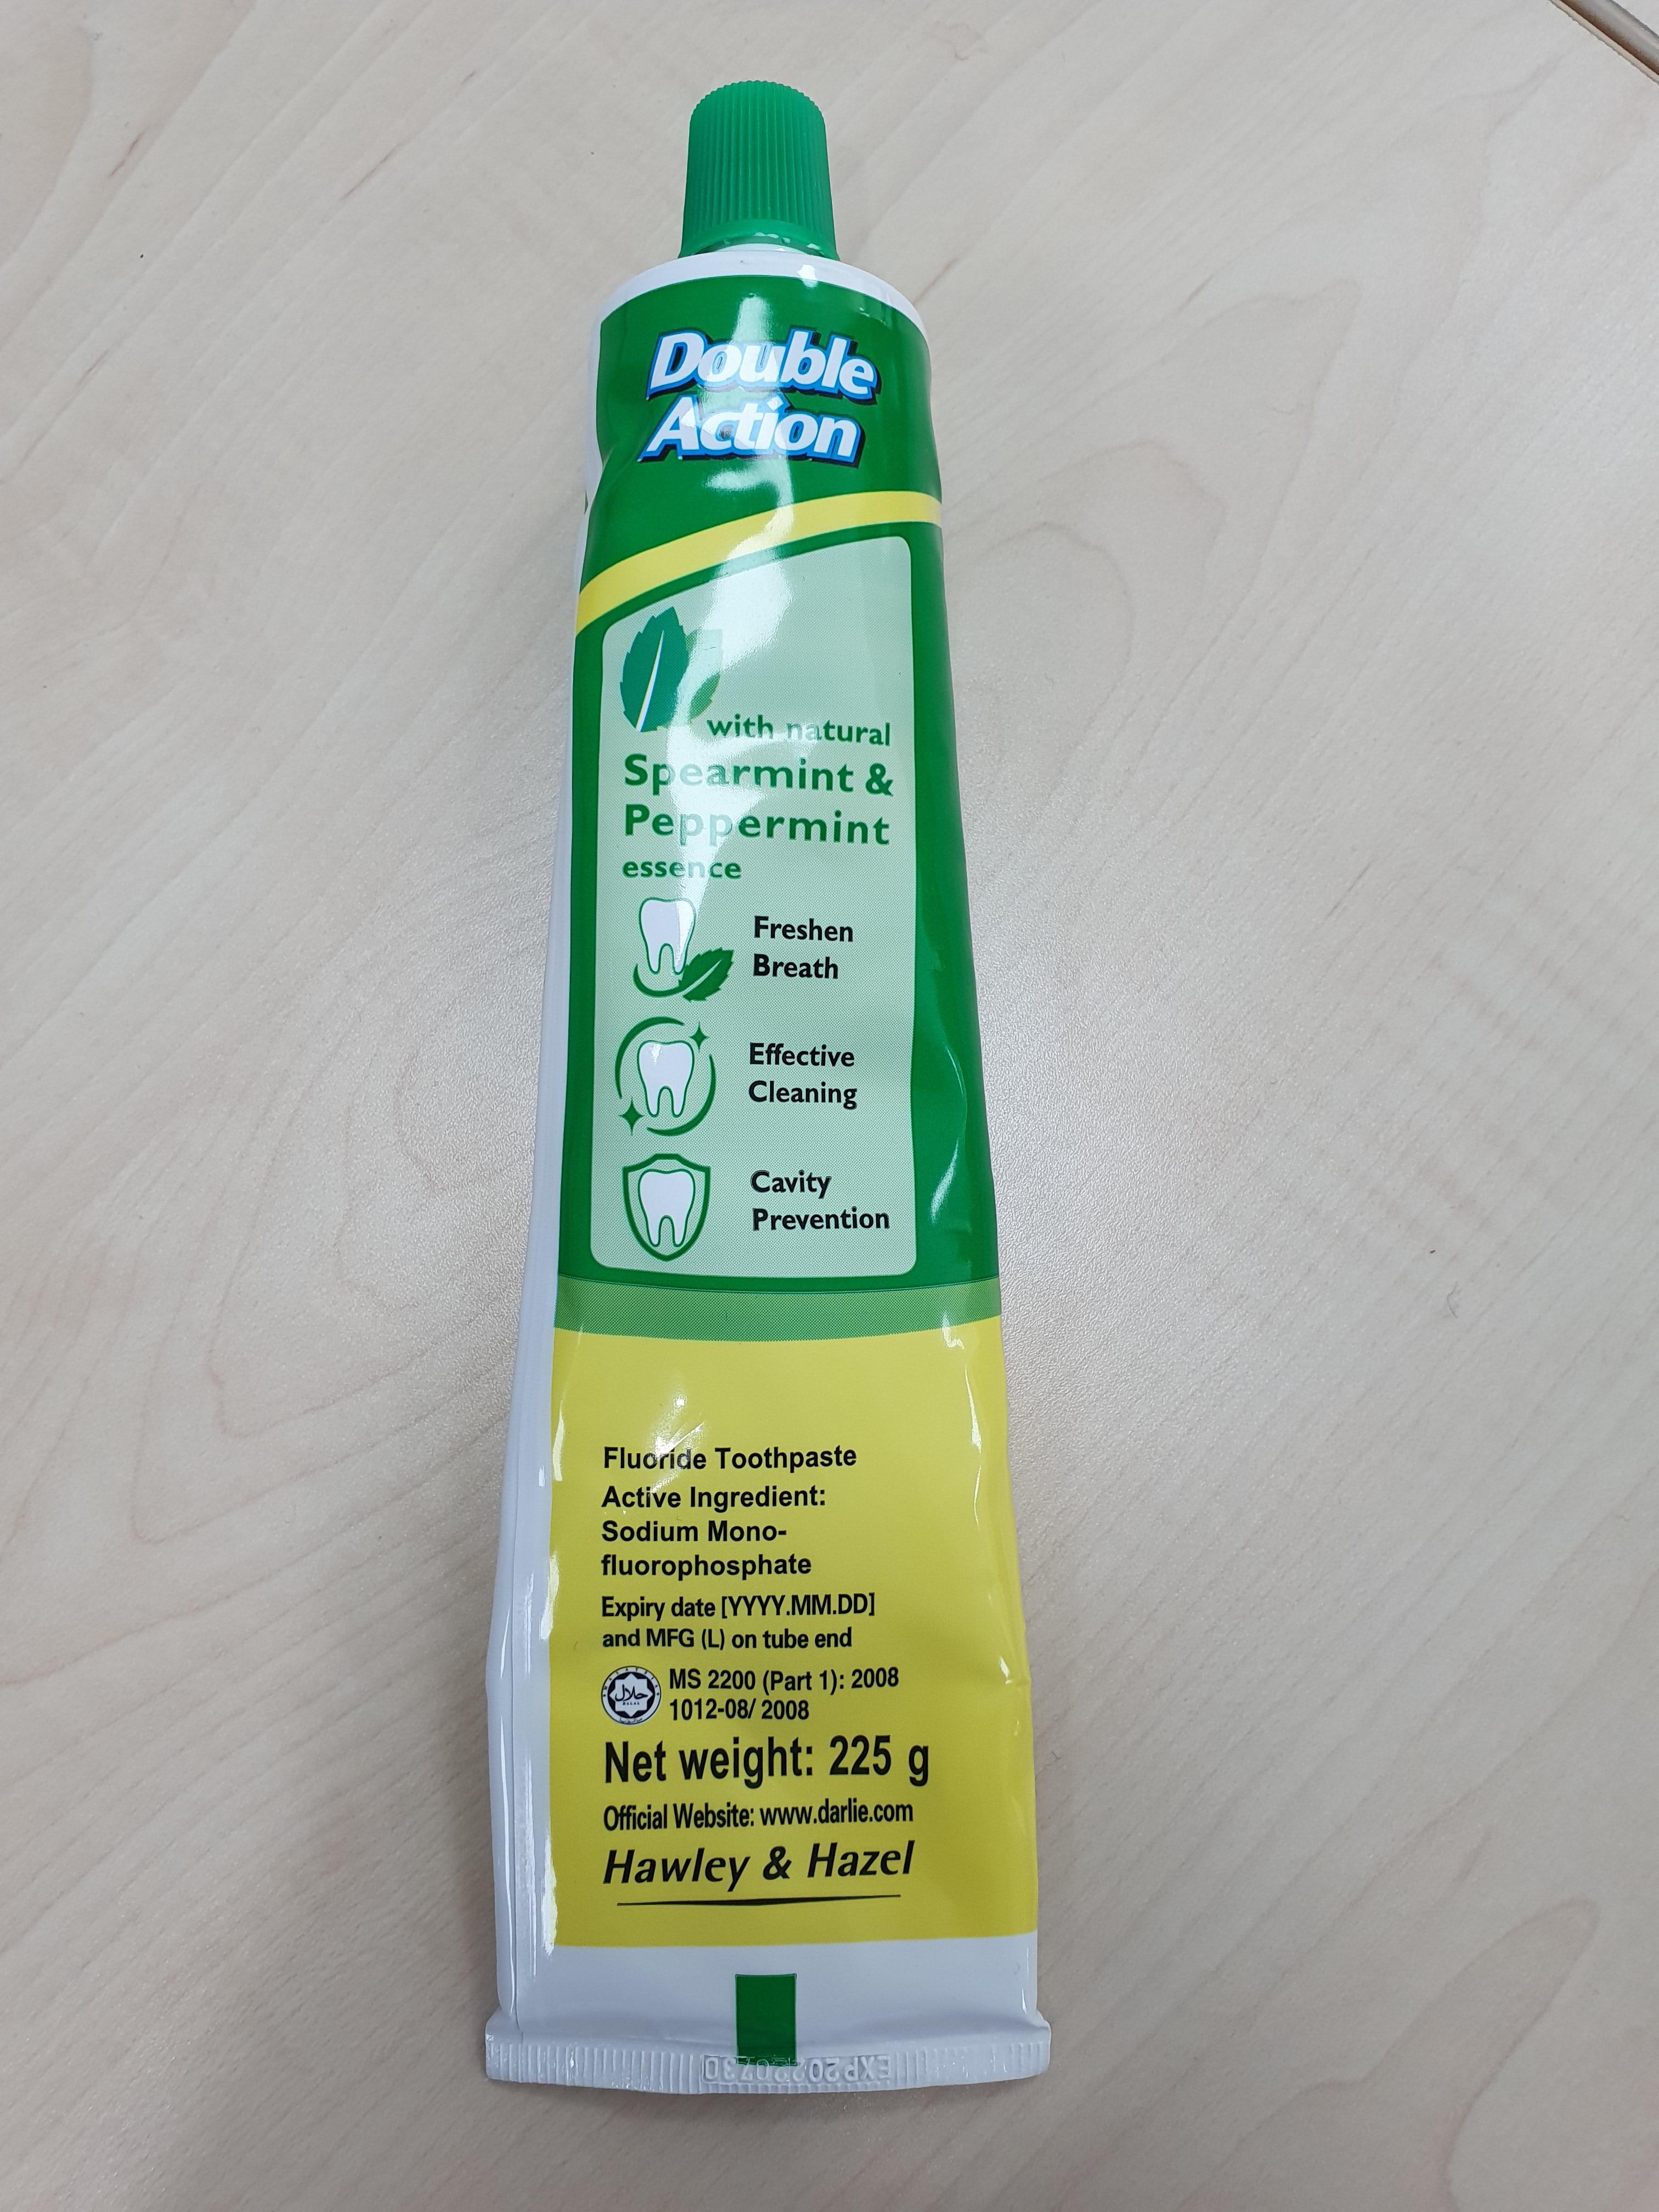 Double
Action
with natural
Spearmint &
Peppermint
essence
Freshen
Breath
Effective
Cleaning
Cavity
Prevention
Fluoride Toothpaste
Active Ingredient:
Sodium Mono-
fluorophosphate
Expiry date [YYYY.MM.DD]
and MFG (L) on tube end
حلال
HALAL
MS 2200 (Part 1): 2008
1012-08/ 2008
Net weight: 225 g
Official Website: www.darlie.com
Hawley & Hazel